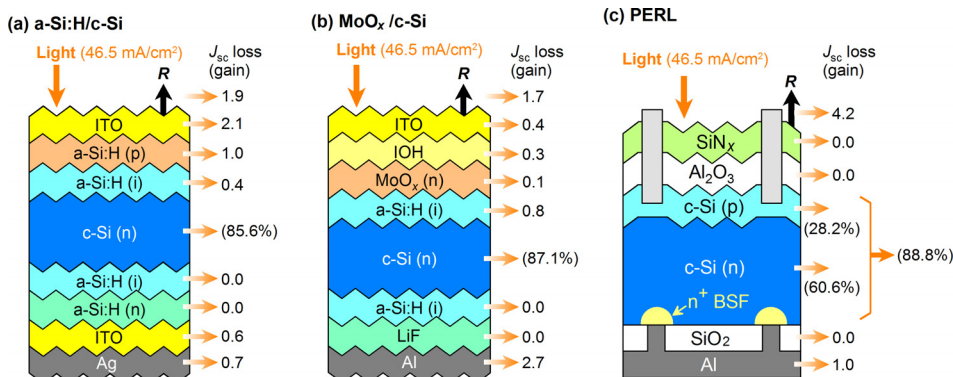 (a) a-Si:H/c-Si
Light (46.5 mA/cm²)
Jsc loss
(gain)
R
1.9
ITO
2.1
a-Si:H (p)
1.0
a-Si:H (i)
0.4
c-Si (n)
(85.6%)
a-Si:H (i)
0.0
a-Si:H (n)
0.0
ITO
0.6
Ag
0.7
(b) MoOx /c-Si
Light (46.5 mA/cm²)
Jsc loss
(gain)
R
1.7
ITO
0.4
IOH
0.3
MoOx (n)
0.1
a-Si:H (i)
0.8
c-Si (n)
(87.1%)
a-Si:H (i)
0.0
LiF
0.0
Al
2.7
(c) PERL
Light (46.5 mA/cm²)
Jsc loss
(gain)
R
4.2
SiNx
0.0
Al2O3
0.0
c-Si (p)
(28.2%)
c-Si (n)
(60.6%)
(88.8%)
n+ BSF
SiO2
0.0
Al
1.0